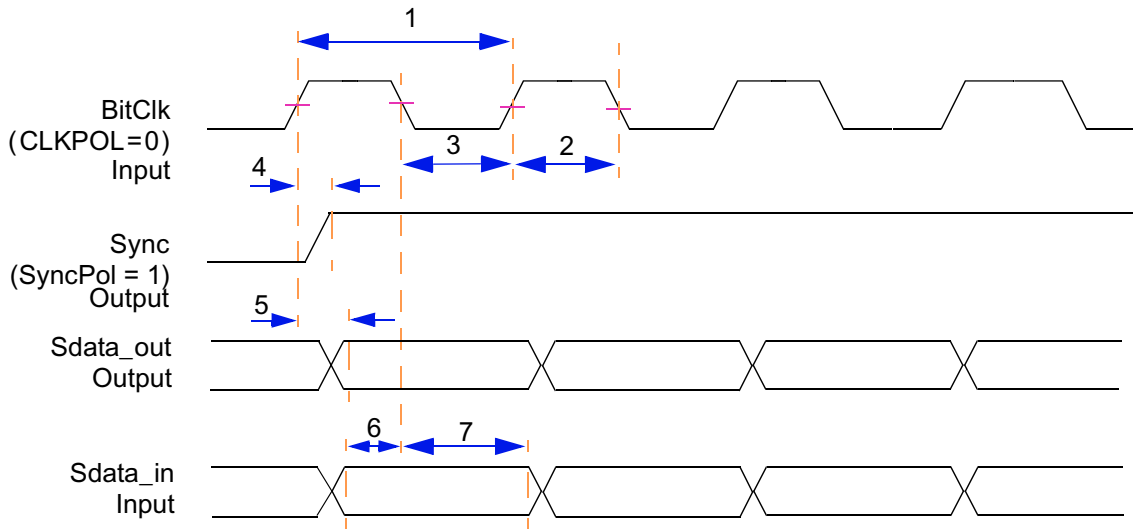 1
BitClk
(CLKPOL=0)
Input
3
2
4
Sync
(SyncPol = 1)
Output
5
Sdata_out
Output
6
7
Sdata_in
Input